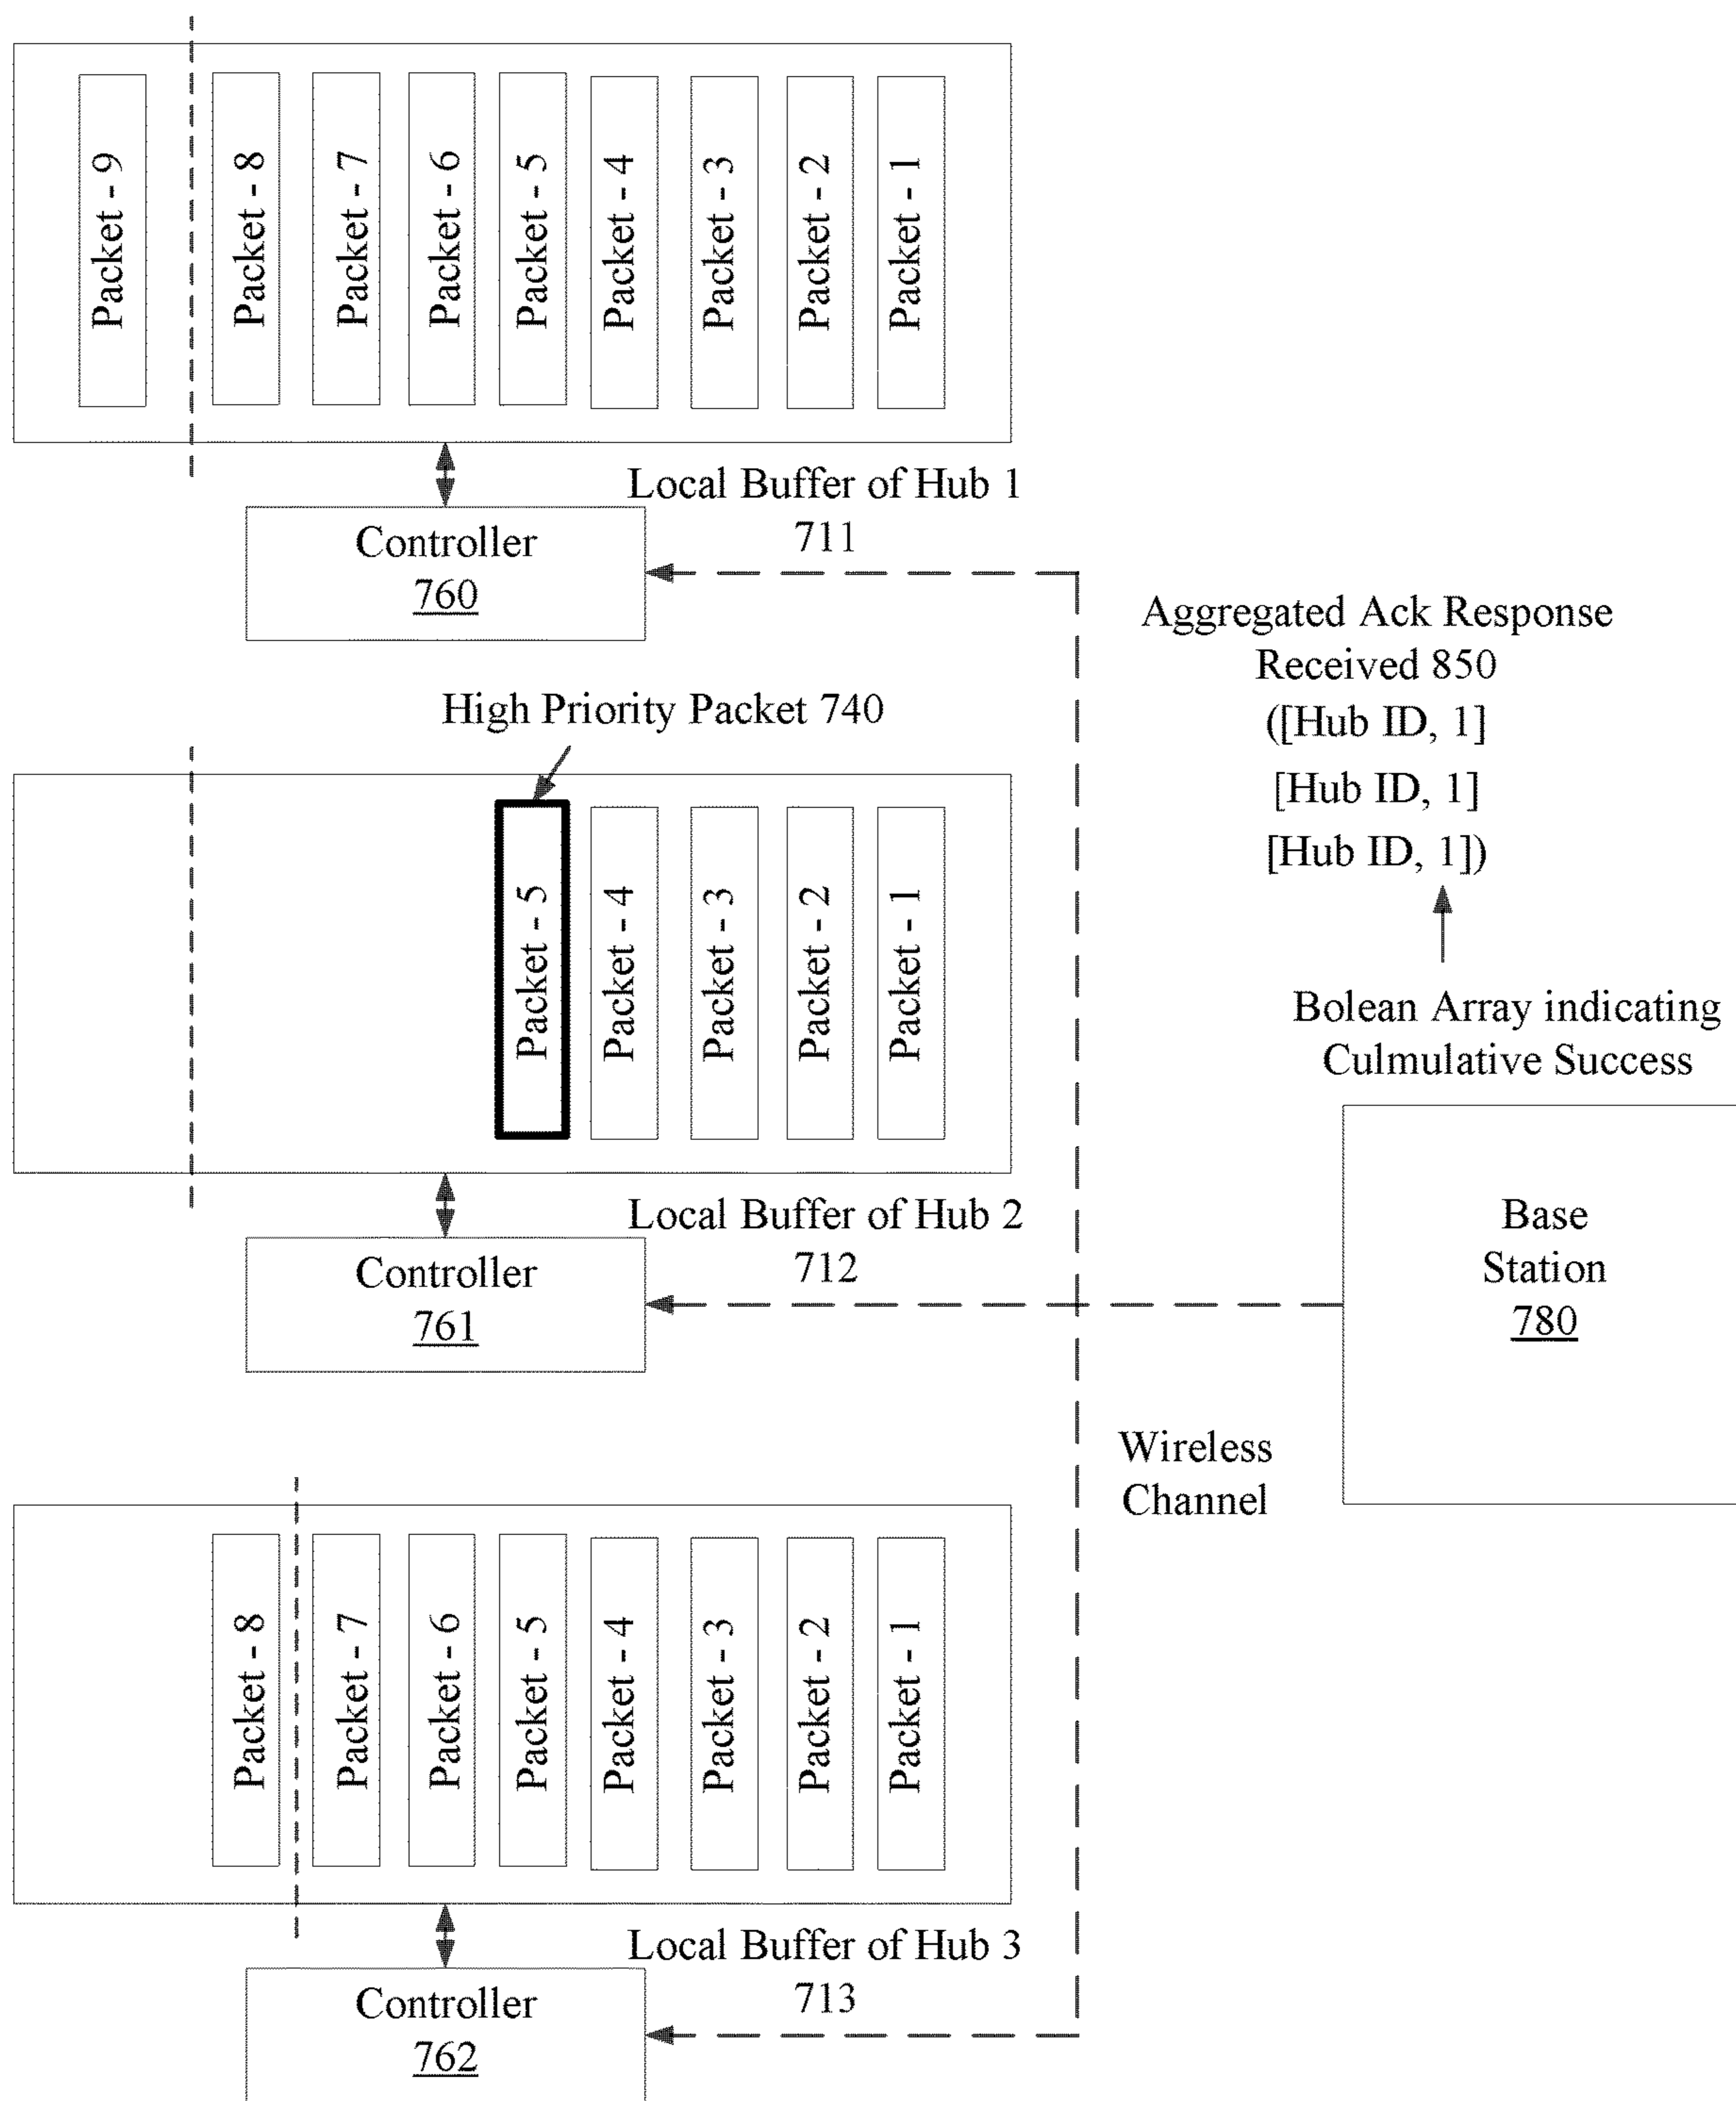 Packet - 9
Packet - 8
Packet - 7
Packet - 6
Packet - 5
Packet - 4
Packet - 3
Packet - 2
Packet - 1
Local Buffer of Hub 1
711
Controller
760
Aggregated Ack Response
Received 850
([Hub ID, 1]
[Hub ID, 1]
[Hub ID, 1])
Bolean Array indicating
Culmulative Success
High Priority Packet 740
Packet - 5
Packet - 4
Packet - 3
Packet - 2
Packet - 1
Local Buffer of Hub 2
712
Controller
761
Base
Station
780
Wireless
Channel
Packet - 8
Packet - 7
Packet - 6
Packet - 5
Packet - 4
Packet - 3
Packet - 2
Packet - 1
Local Buffer of Hub 3
713
Controller
762